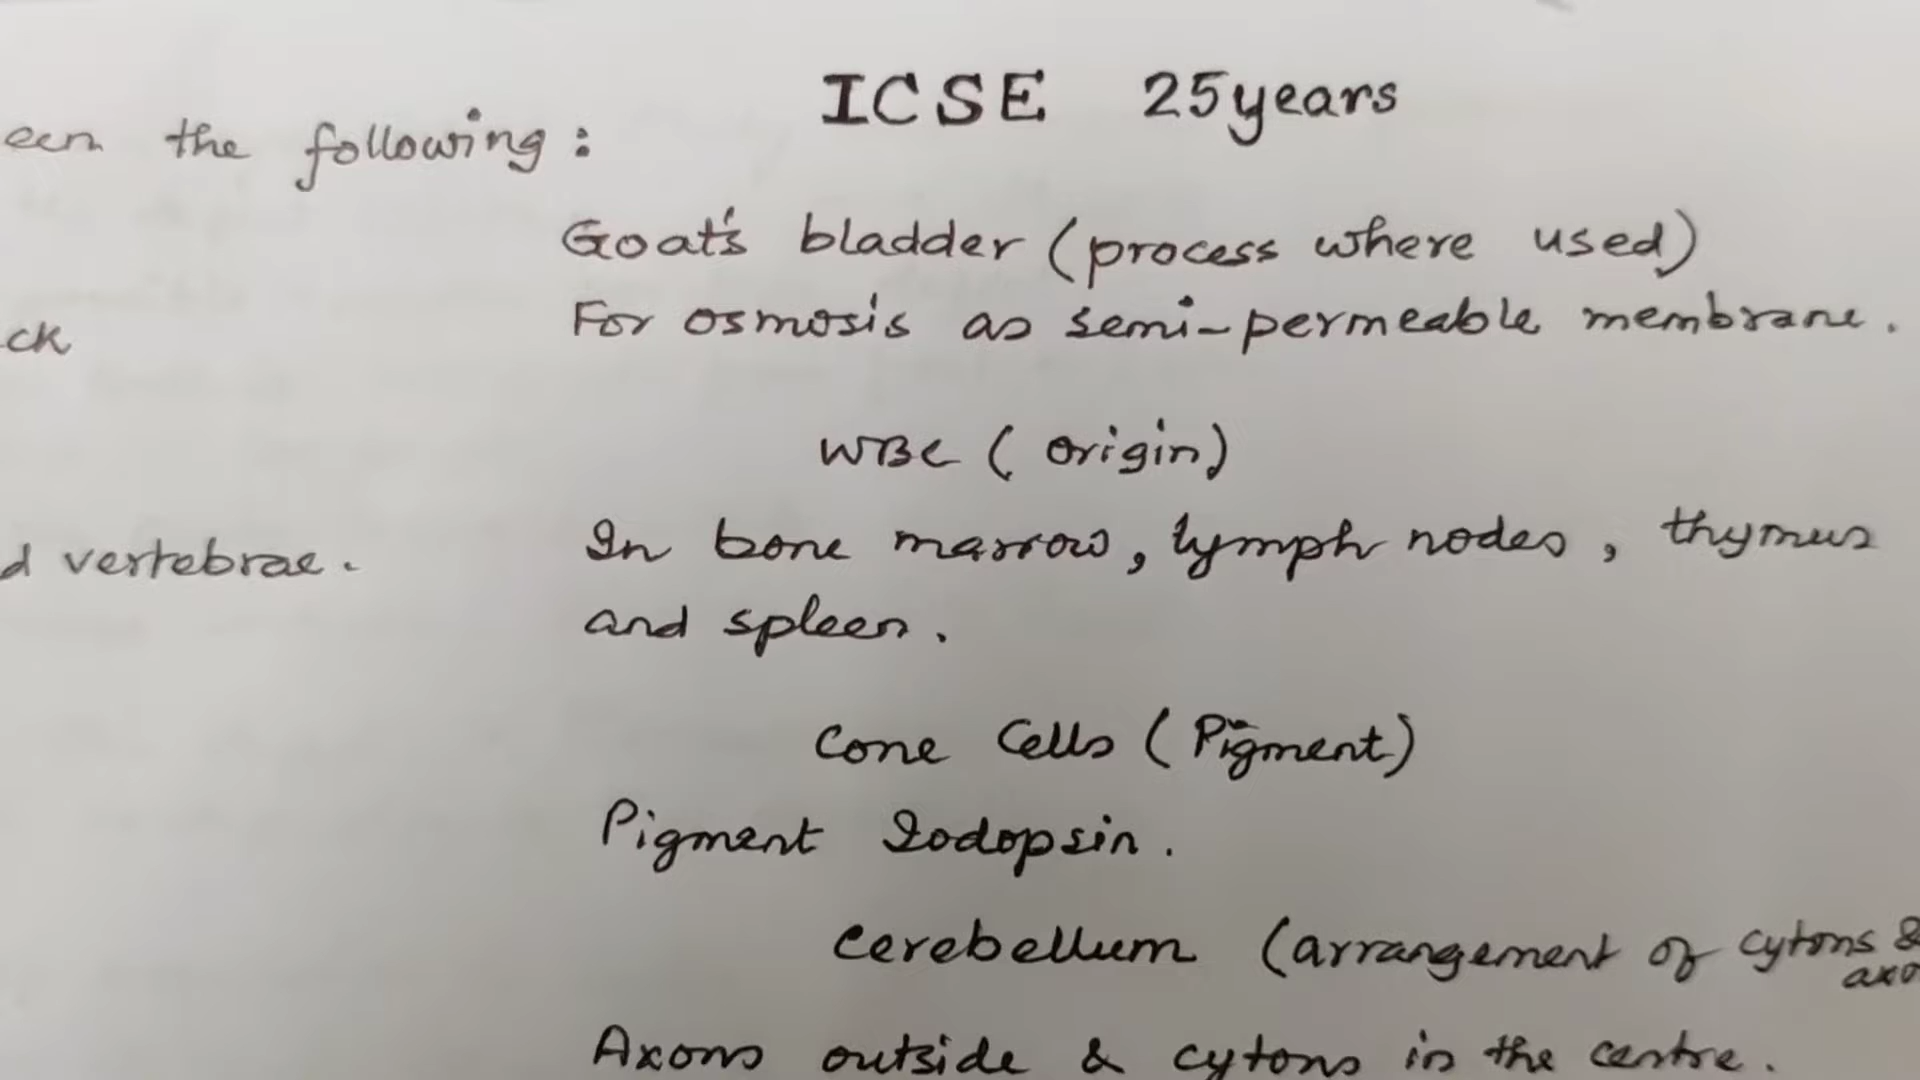 ICSE 25years
the following :
Goat's bladder (process where used)
For osmosis as semi-permeable membrane.
WBC ( Origin)
In bone marrow, lymph nodes, thymus
vertebrae.
and spleen.
Cone Cells (Pigment)
Pigment Iodopsin.
Cerebellum (arrangement of cytons &
Axons outside & cytons in the centre.